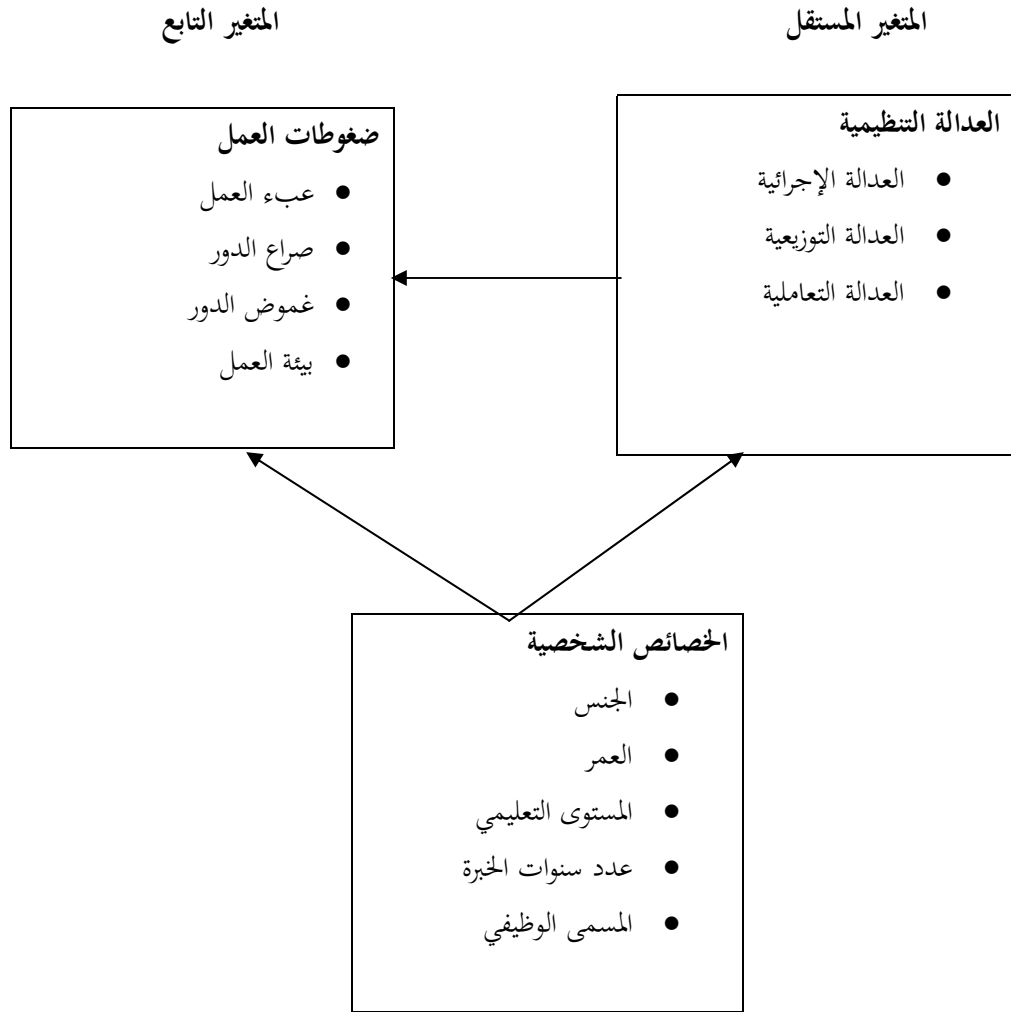 المتغير المستقل
المتغير التابع
العدالة التنظيمية
● العدالة الإجرائية
● العدالة التوزيعية
● العدالة التعاملية
ضغوطات العمل
● عبء العمل
● صراع الدور
● غموض الدور
● بيئة العمل
الخصائص الشخصية
● الجنس
● العمر
● المستوى التعليمي
● عدد سنوات الخبرة
● المسمى الوظيفي